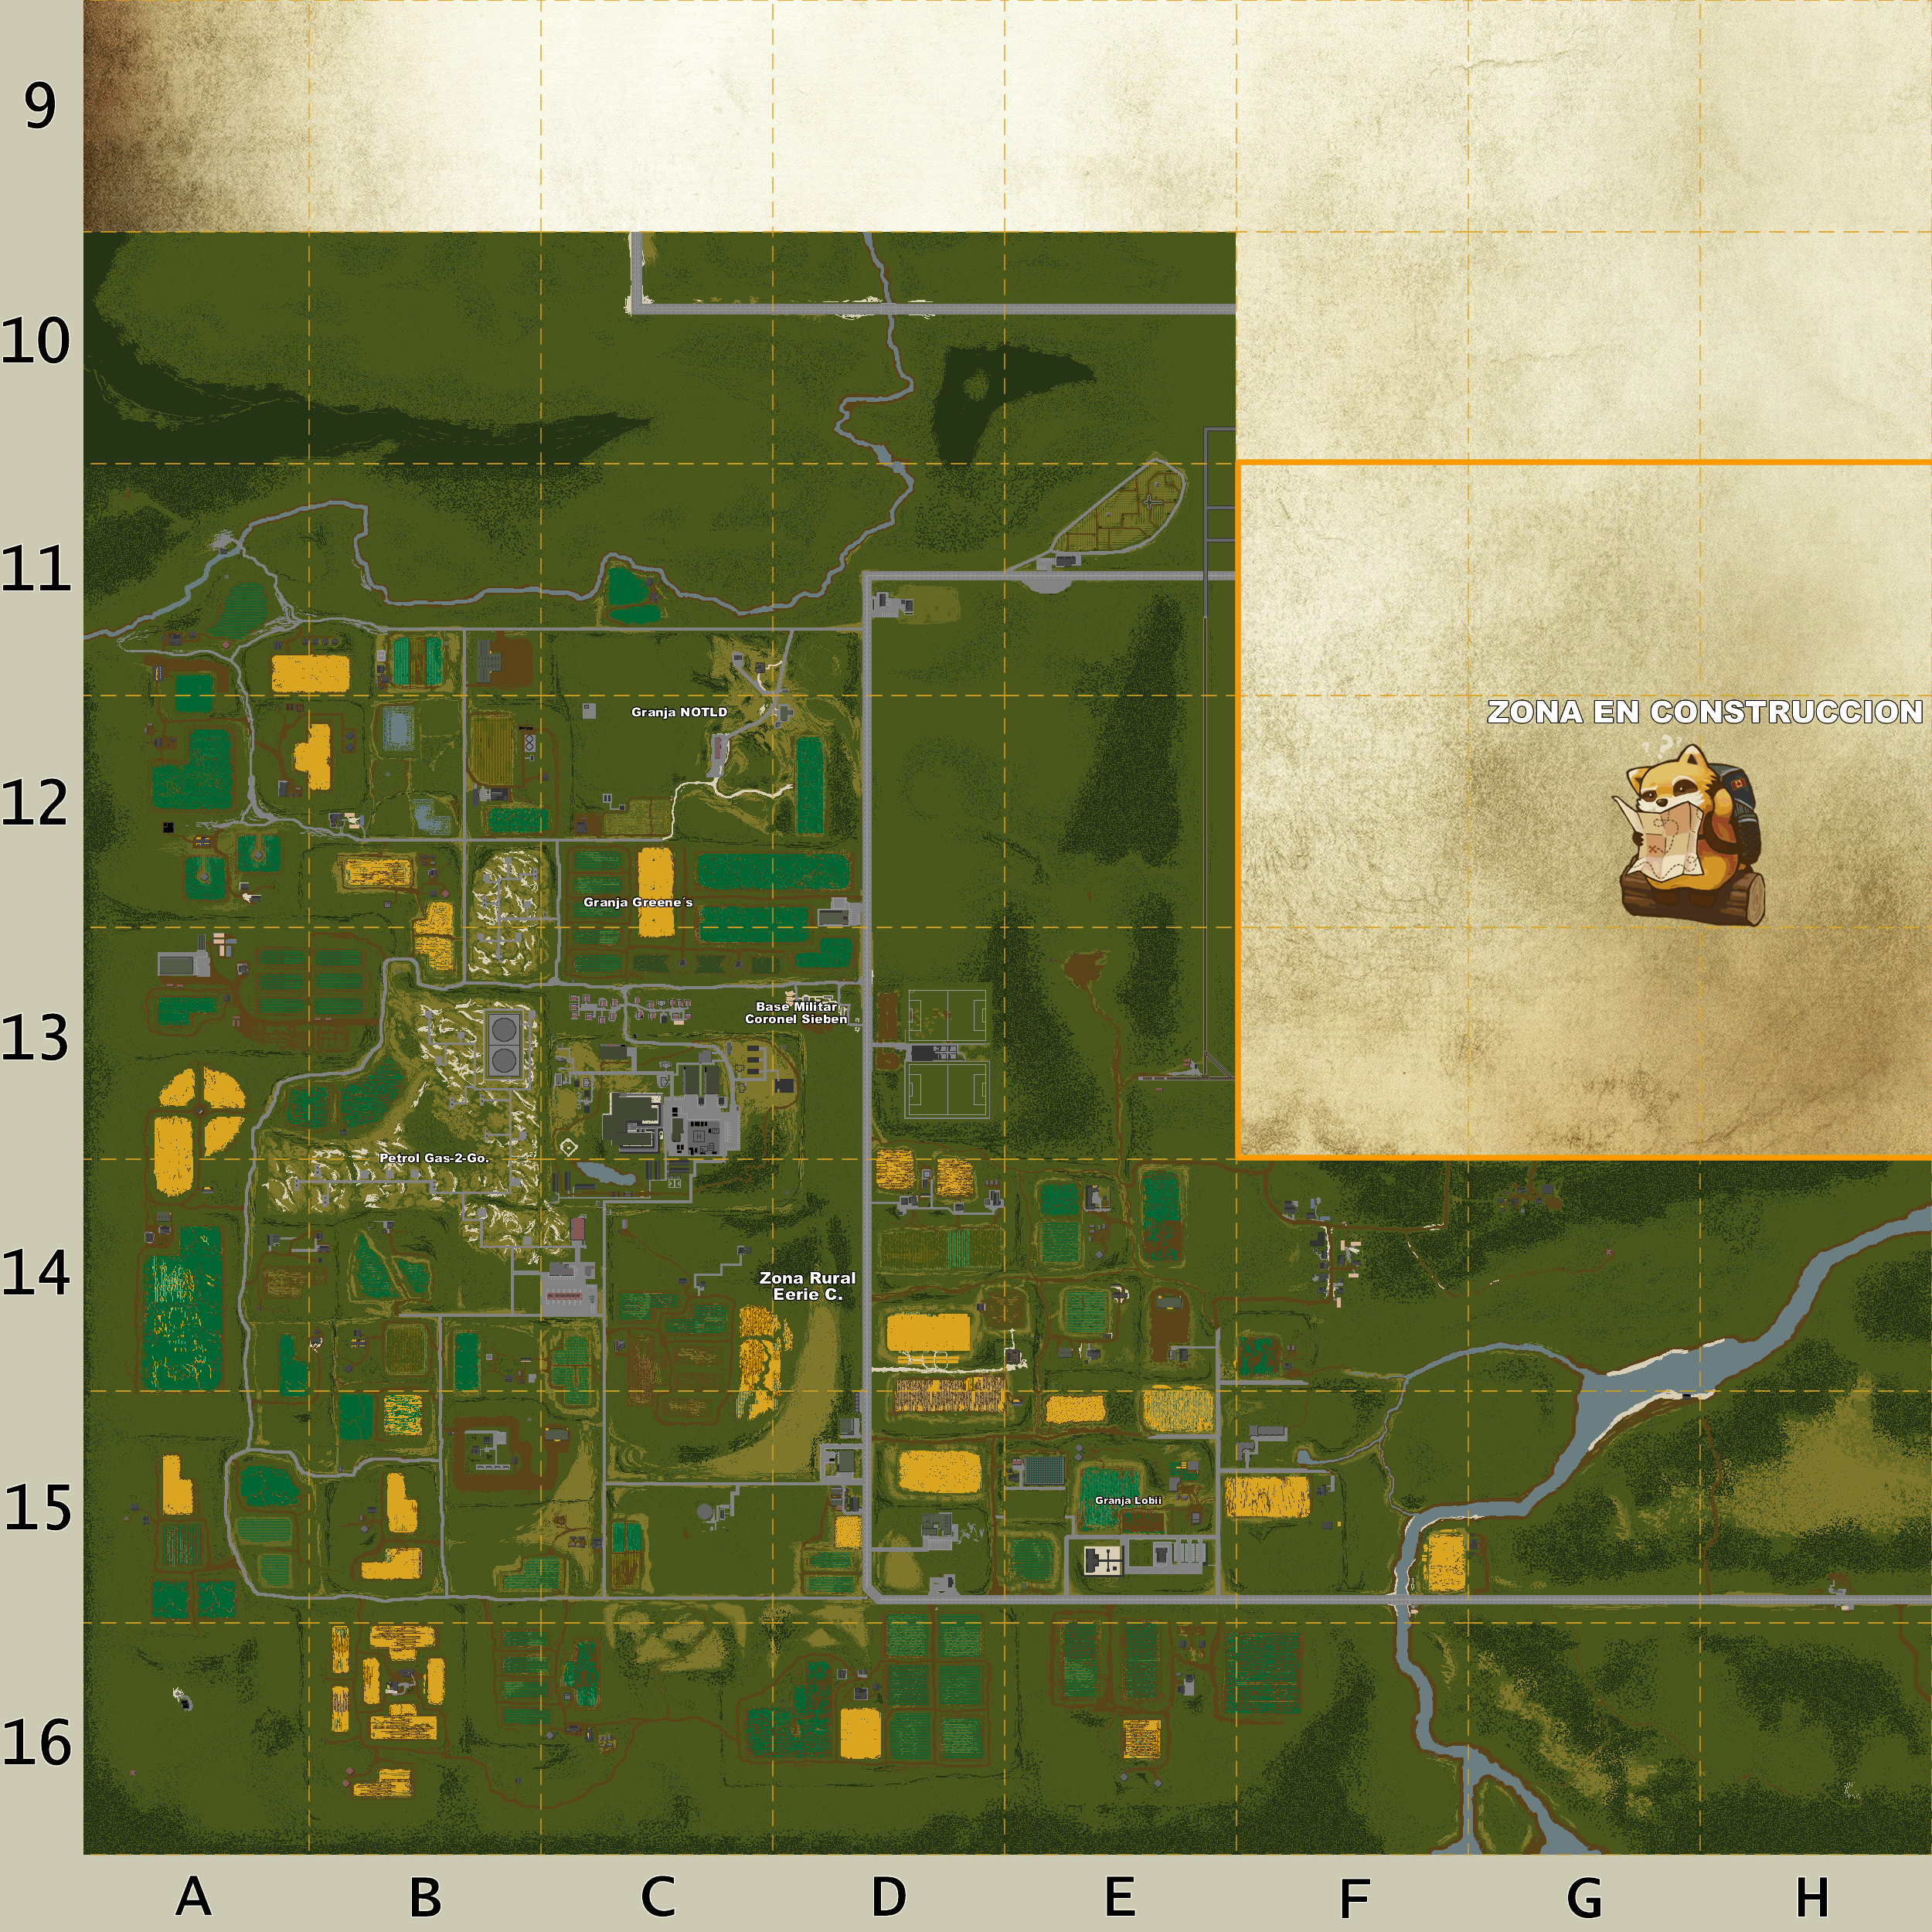 9
10
11
ZONA EN CONSTRUCCION
Granja NOTLD
12
Granja Greene's
Base Militar
Coronel Sieben
13
Petrol Gas-2-Go.
14
Zona Rural
Eerie C.
Granja Lobii
15
16
A B C D E F G H